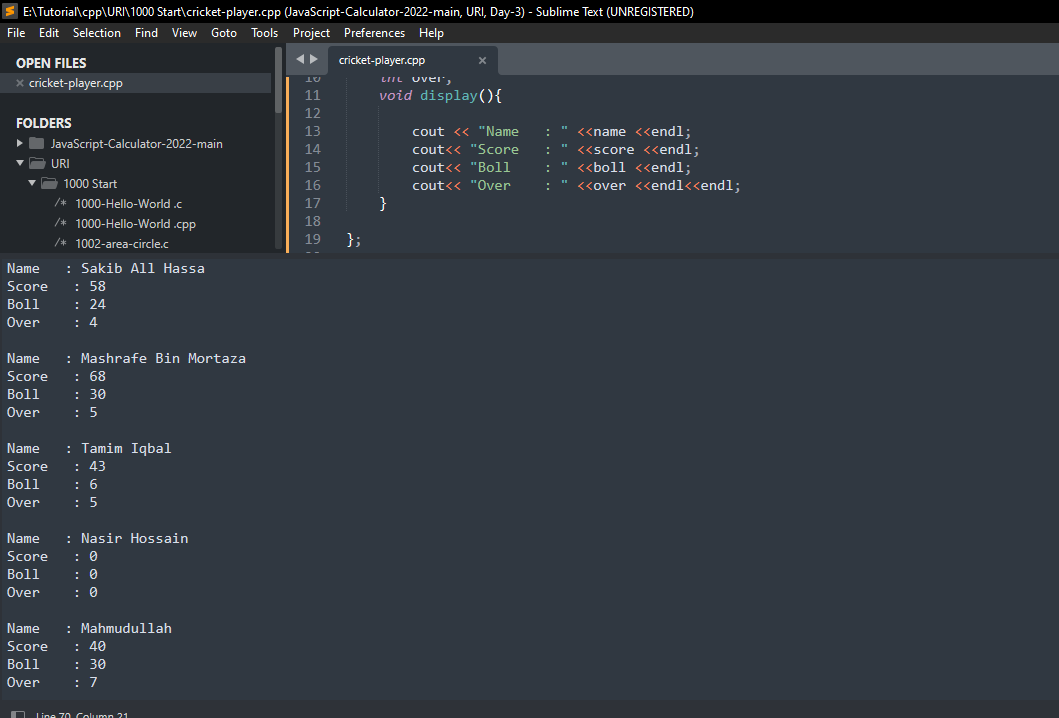 E:\Tutorial\cpp\URI\1000 Start\cricket-player.cpp (JavaScript-Calculator-2022-main, URI, Day-3) - Sublime Text (UNREGISTERED)
File Edit Selection Find View Goto Tools Project Preferences Help
OPEN FILES
cricket-player.cpp
FOLDERS
JavaScript-Calculator-2022-main
URI
1000 Start
/* 1000-Hello-World .c
/* 1000-Hello-World .cpp
/* 1002-area-circle.c
cricket-player.cpp
10 int over;
11 void display(){
12
13 cout << "Name   : " <<name <<endl;
14 cout<< "Score   : " <<score <<endl;
15 cout<< "Boll    : " <<boll <<endl;
16 cout<< "Over    : " <<over <<endl<<endl;
17 }
18
19 };
Name   : Sakib All Hassa
Score   : 58
Boll    : 24
Over    : 4
Name   : Mashrafe Bin Mortaza
Score   : 68
Boll    : 30
Over    : 5
Name   : Tamim Iqbal
Score   : 43
Boll    : 6
Over    : 5
Name   : Nasir Hossain
Score   : 0
Boll    : 0
Over    : 0
Name   : Mahmudullah
Score   : 40
Boll    : 30
Over    : 7
Line 70, Column 21